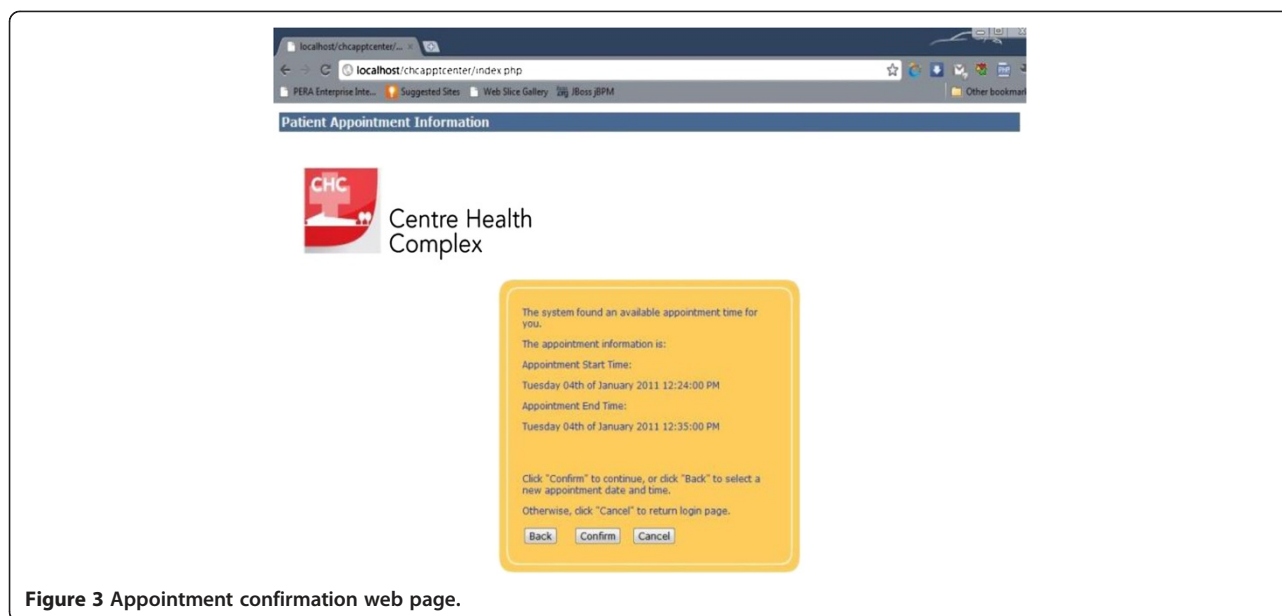 localhost/chcapptcenter/...
localhost/chcapptcenter/index.php
PERA Enterprise Inte... Suggested Sites Web Slice Gallery JBoss jBPM Other bookmar
Patient Appointment Information
CHC
Centre Health
Complex
The system found an available appointment time for
you.
The appointment information is:
Appointment Start Time:
Tuesday 04th of January 2011 12:24:00 PM
Appointment End Time:
Tuesday 04th of January 2011 12:35:00 PM
Click "Confirm" to continue, or click "Back" to select a
new appointment date and time.
Otherwise, click "Cancel" to return login page.
Back Confirm Cancel
Figure 3 Appointment confirmation web page.